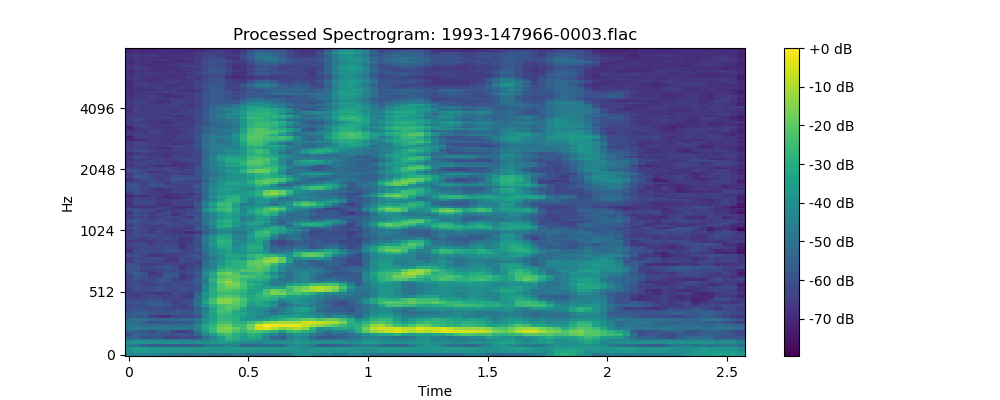 Processed Spectrogram: 1993-147966-0003.flac
Hz
4096
2048
1024
512
0
0
0.5
1
1.5
2
2.5
Time
+0 dB
-10 dB
-20 dB
-30 dB
-40 dB
-50 dB
-60 dB
-70 dB